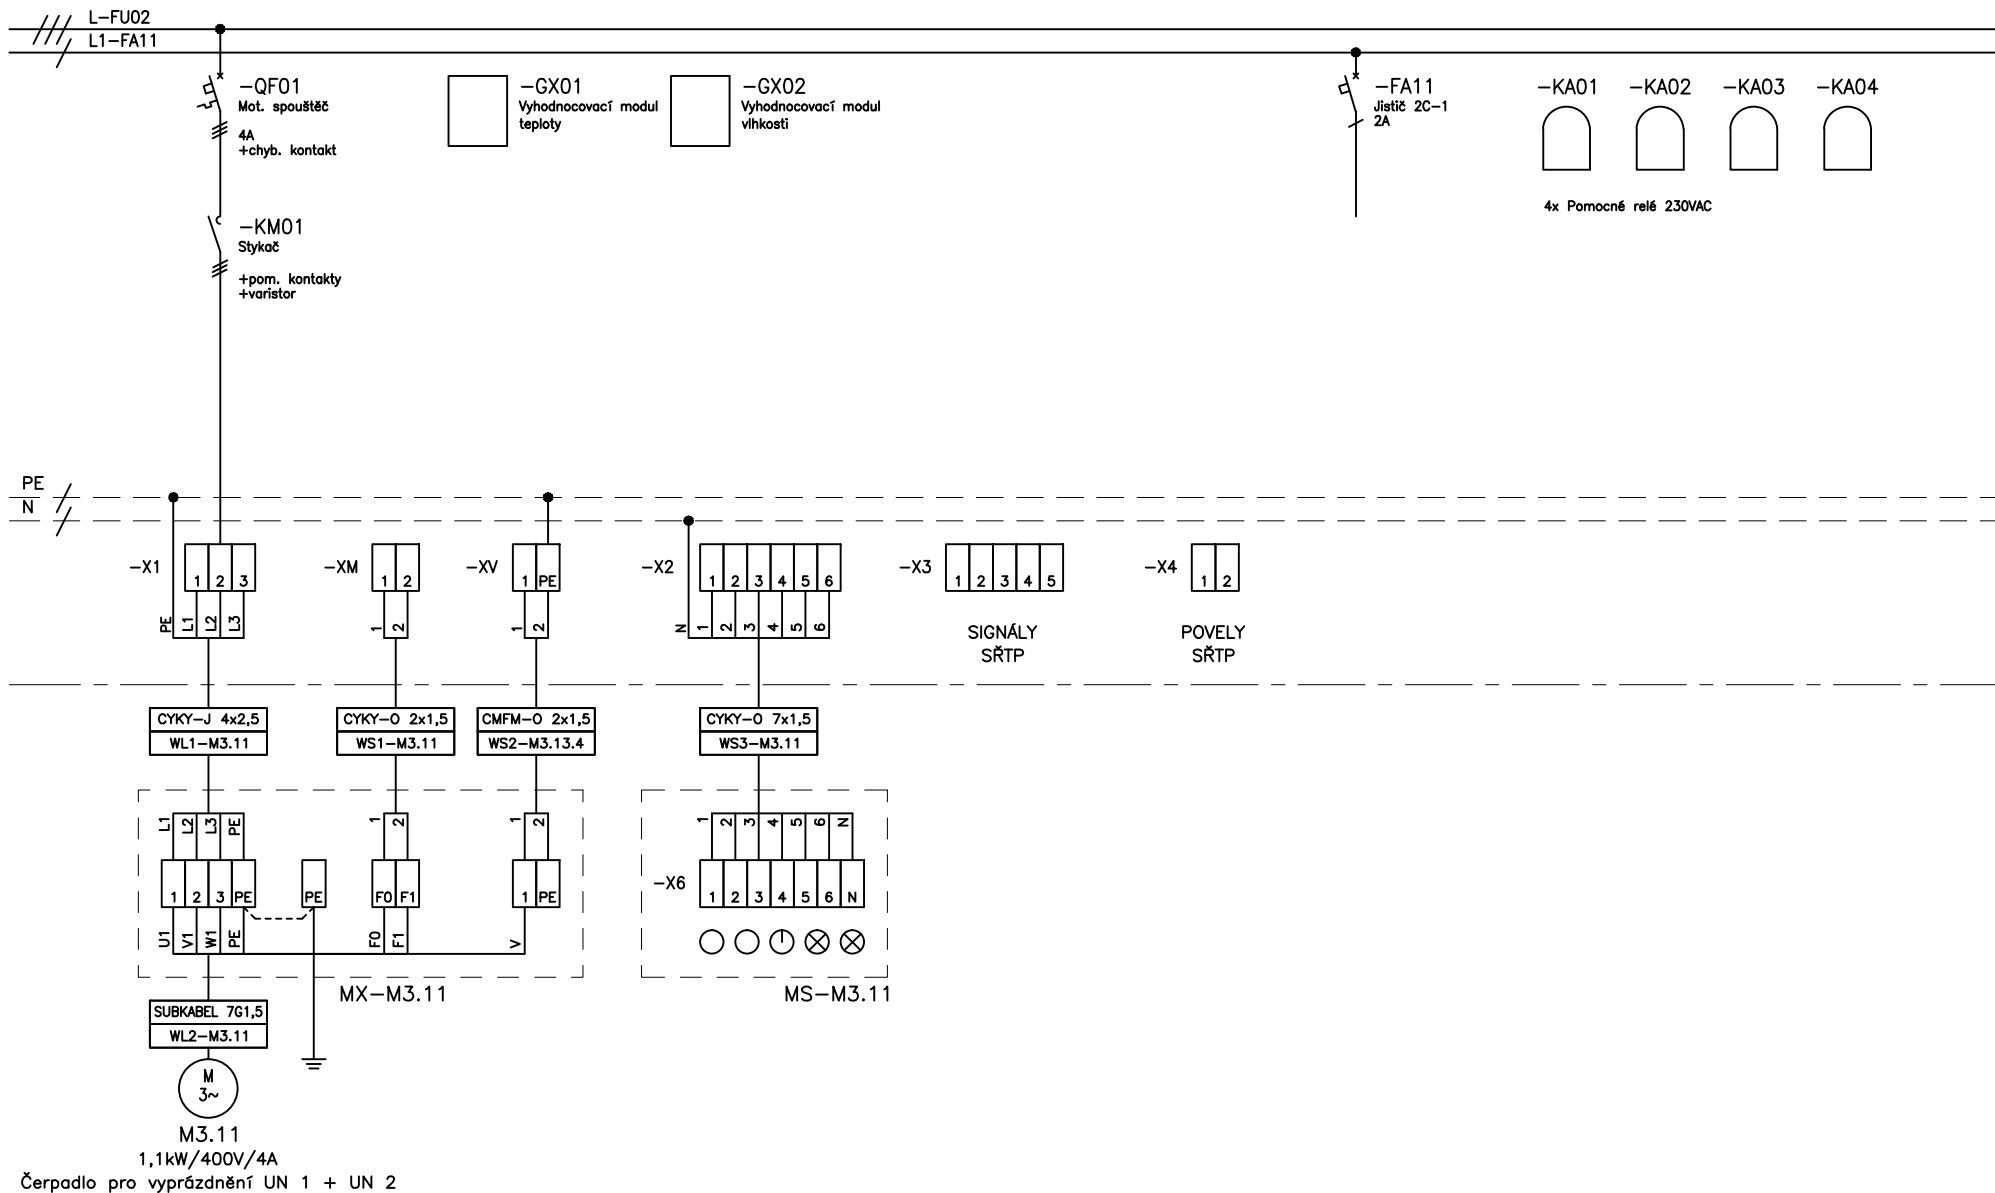 L-FU02
L1-FA11
-QF01
Mot. spouštěč
4A
+chyb. kontakt
-GX01
Vyhodnocovací modul
teploty
-GX02
Vyhodnocovací modul
vlhkosti
-FA11
Jistič 2C-1
2A
-KA01 -KA02 -KA03 -KA04
4x Pomocné relé 230VAC
-KM01
Stykač
+pom. kontakty
+varistor
PE
N
-X1 1 2 3
-XM 1 2
-XV 1 PE
-X2 1 2 3 4 5 6
-X3 1 2 3 4 5
-X4 1 2
PE L1 L2 L3
1 2
1 2
N 1 2 3 4 5 6
SIGNÁLY
SŘTP
POVELY
SŘTP
CYKY-J 4x2,5
WL1-M3.11
CYKY-O 2x1,5
WS1-M3.11
CMFM-O 2x1,5
WS2-M3.13.4
CYKY-O 7x1,5
WS3-M3.11
L1 L2 L3 PE
1 2
1 2
1 2 3 4 5 6 N
1 2 3 PE
PE
F0 F1
1 PE
-X6 1 2 3 4 5 6 N
U1 V1 W1 PE
F0 F1
V
MX-M3.11
MS-M3.11
SUBKABEL 7G1,5
WL2-M3.11
M
3~
M3.11
1,1kW/400V/4A
Čerpadlo pro vyprázdnění UN 1 + UN 2